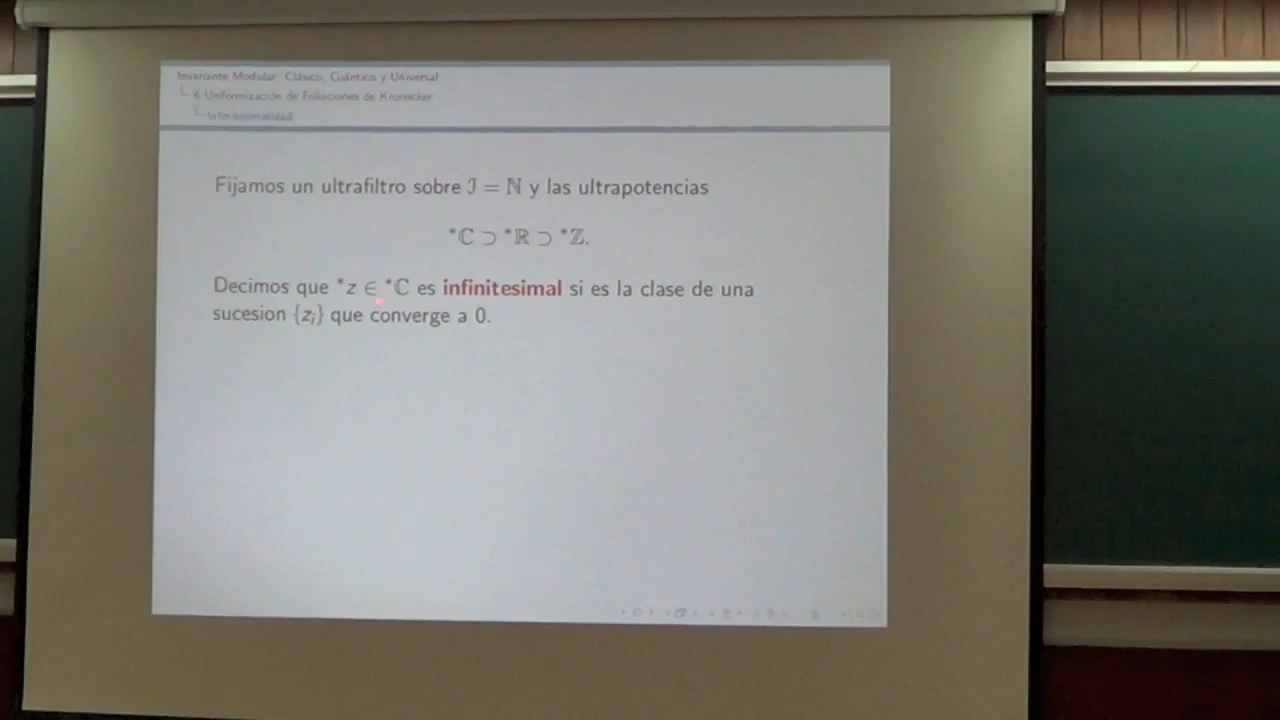 Invariante Modular: Clásico, Cuántico y Universal
6 Uniformización de Foliaciones de Kronecker
Infinitesimalidad
Fijamos un ultrafiltro sobre ℐ = ℕ y las ultrapotencias
*ℂ ⊃ *ℝ ⊃ *ℤ.
Decimos que *z ∈ *ℂ es infinitesimal si es la clase de una
sucesion {zᵢ} que converge a 0.